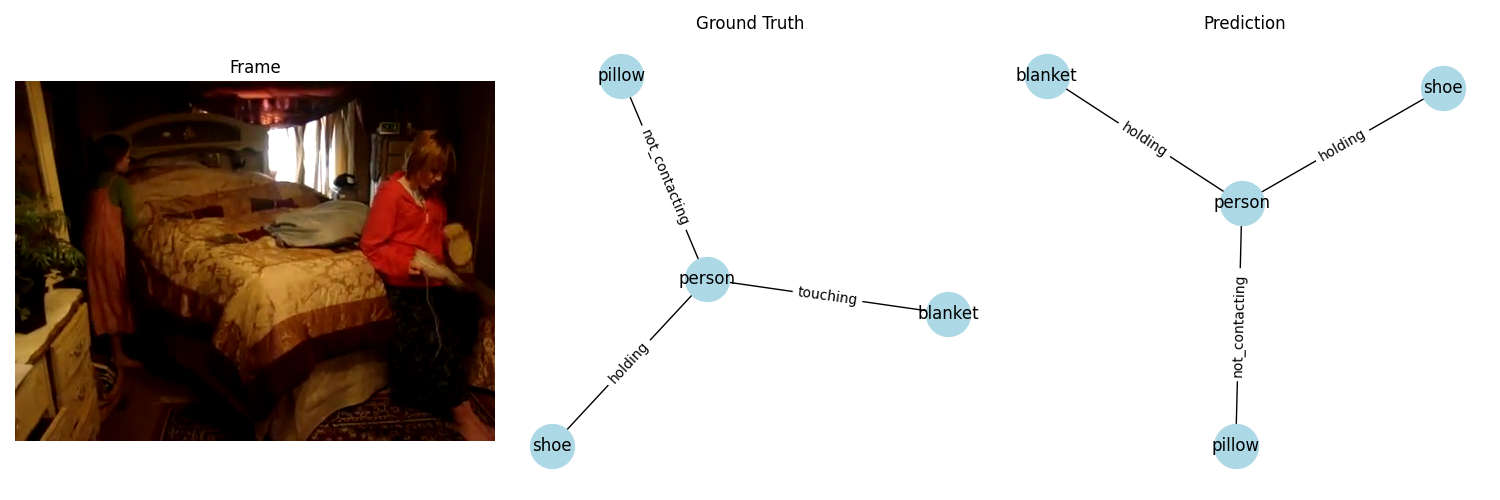 Frame
Ground Truth
pillow
not_contacting
person
touching
blanket
holding
shoe
Prediction
blanket
shoe
holding
holding
person
not_contacting
pillow